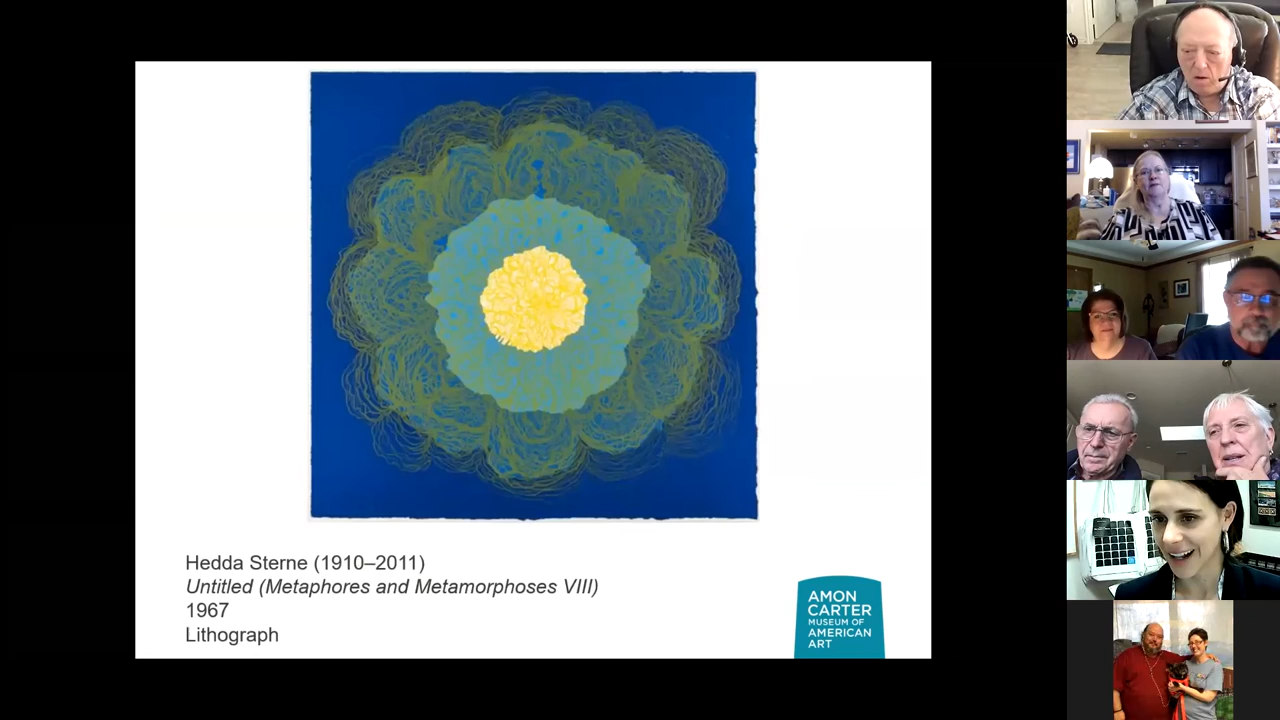 Hedda Sterne (1910–2011)
Untitled (Metaphores and Metamorphoses VIII)
1967
Lithograph
AMON
CARTER
MUSEUM OF
AMERICAN
ART